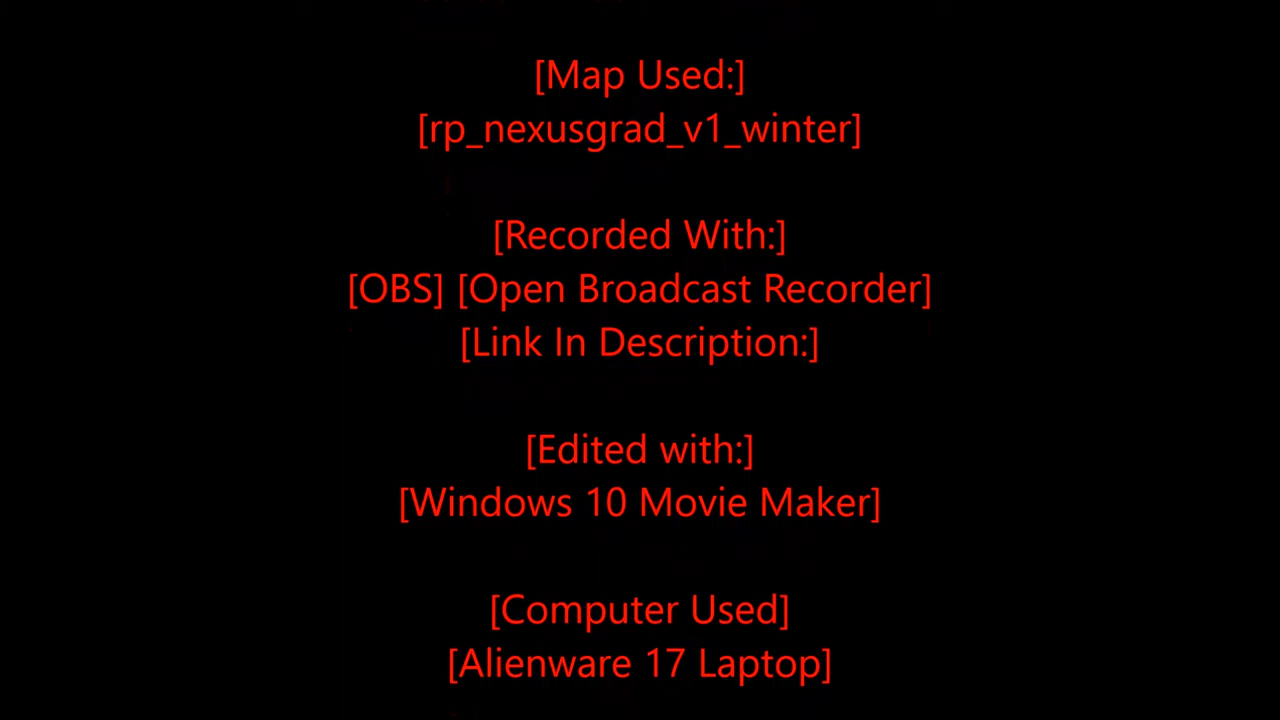 [Map Used:]
[rp_nexusgrad_v1_winter]
[Recorded With:]
[OBS] [Open Broadcast Recorder]
[Link In Description:]
[Edited with:]
[Windows 10 Movie Maker]
[Computer Used]
[Alienware 17 Laptop]